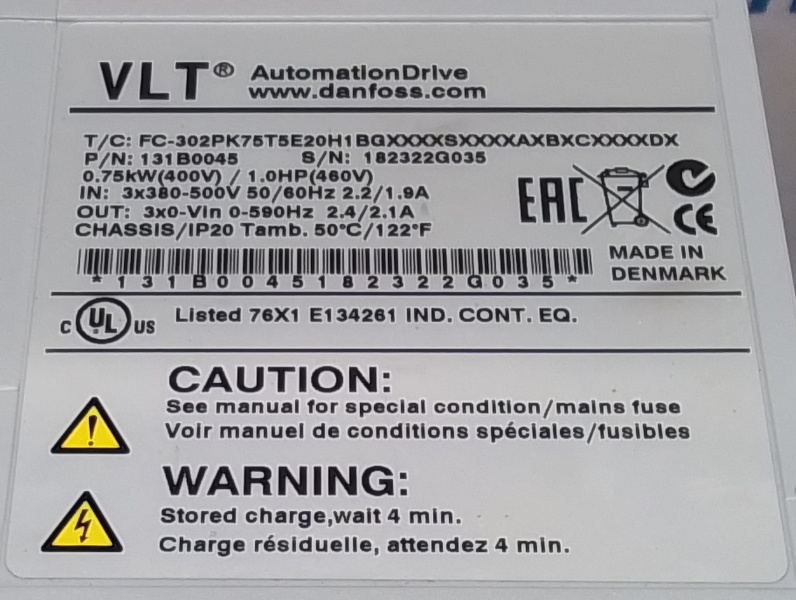 VLT® AutomationDrive
www.danfoss.com
T/C: FC-302PK75T5E20H1BGXXXXSXXXXAXBXCXXXXDX
P/N: 131B0045 S/N: 182322G035
0.75kW(400V) / 1.0HP(460V)
IN: 3x380-500V 50/60Hz 2.2/1.9A
OUT: 3x0-Vin 0-590Hz 2.4/2.1A
CHASSIS/IP20 Tamb. 50°C/122°F
EAC
CE
MADE IN
DENMARK
*131B0045182322G035*
C UL US Listed 76X1 E134261 IND. CONT. EQ.
CAUTION:
See manual for special condition/mains fuse
Voir manuel de conditions spéciales/fusibles
WARNING:
Stored charge,wait 4 min.
Charge résiduelle, attendez 4 min.